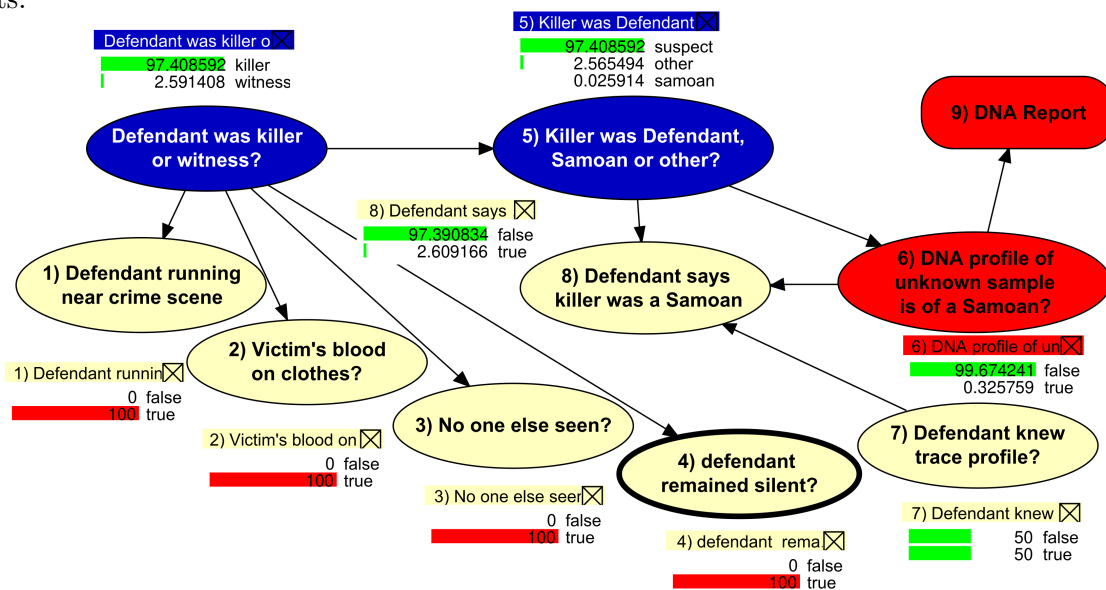 ts.
Defendant was killer o
97.408592 killer
2.591408 witness
5) Killer was Defendant
97.408592 suspect
2.565494 other
0.025914 samoan
Defendant was killer
or witness?
5) Killer was Defendant,
Samoan or other?
9) DNA Report
8) Defendant says
97.390834 false
2.609166 true
1) Defendant running
near crime scene
8) Defendant says
killer was a Samoan
6) DNA profile of
unknown sample
is of a Samoan?
6) DNA profile of un
99.674241 false
0.325759 true
2) Victim's blood
on clothes?
1) Defendant runnin
0 false
100 true
3) No one else seen?
2) Victim's blood on
0 false
100 true
4) defendant
remained silent?
7) Defendant knew
trace profile?
3) No one else seer
0 false
100 true
7) Defendant knew
50 false
50 true
4) defendant rema
0 false
100 true